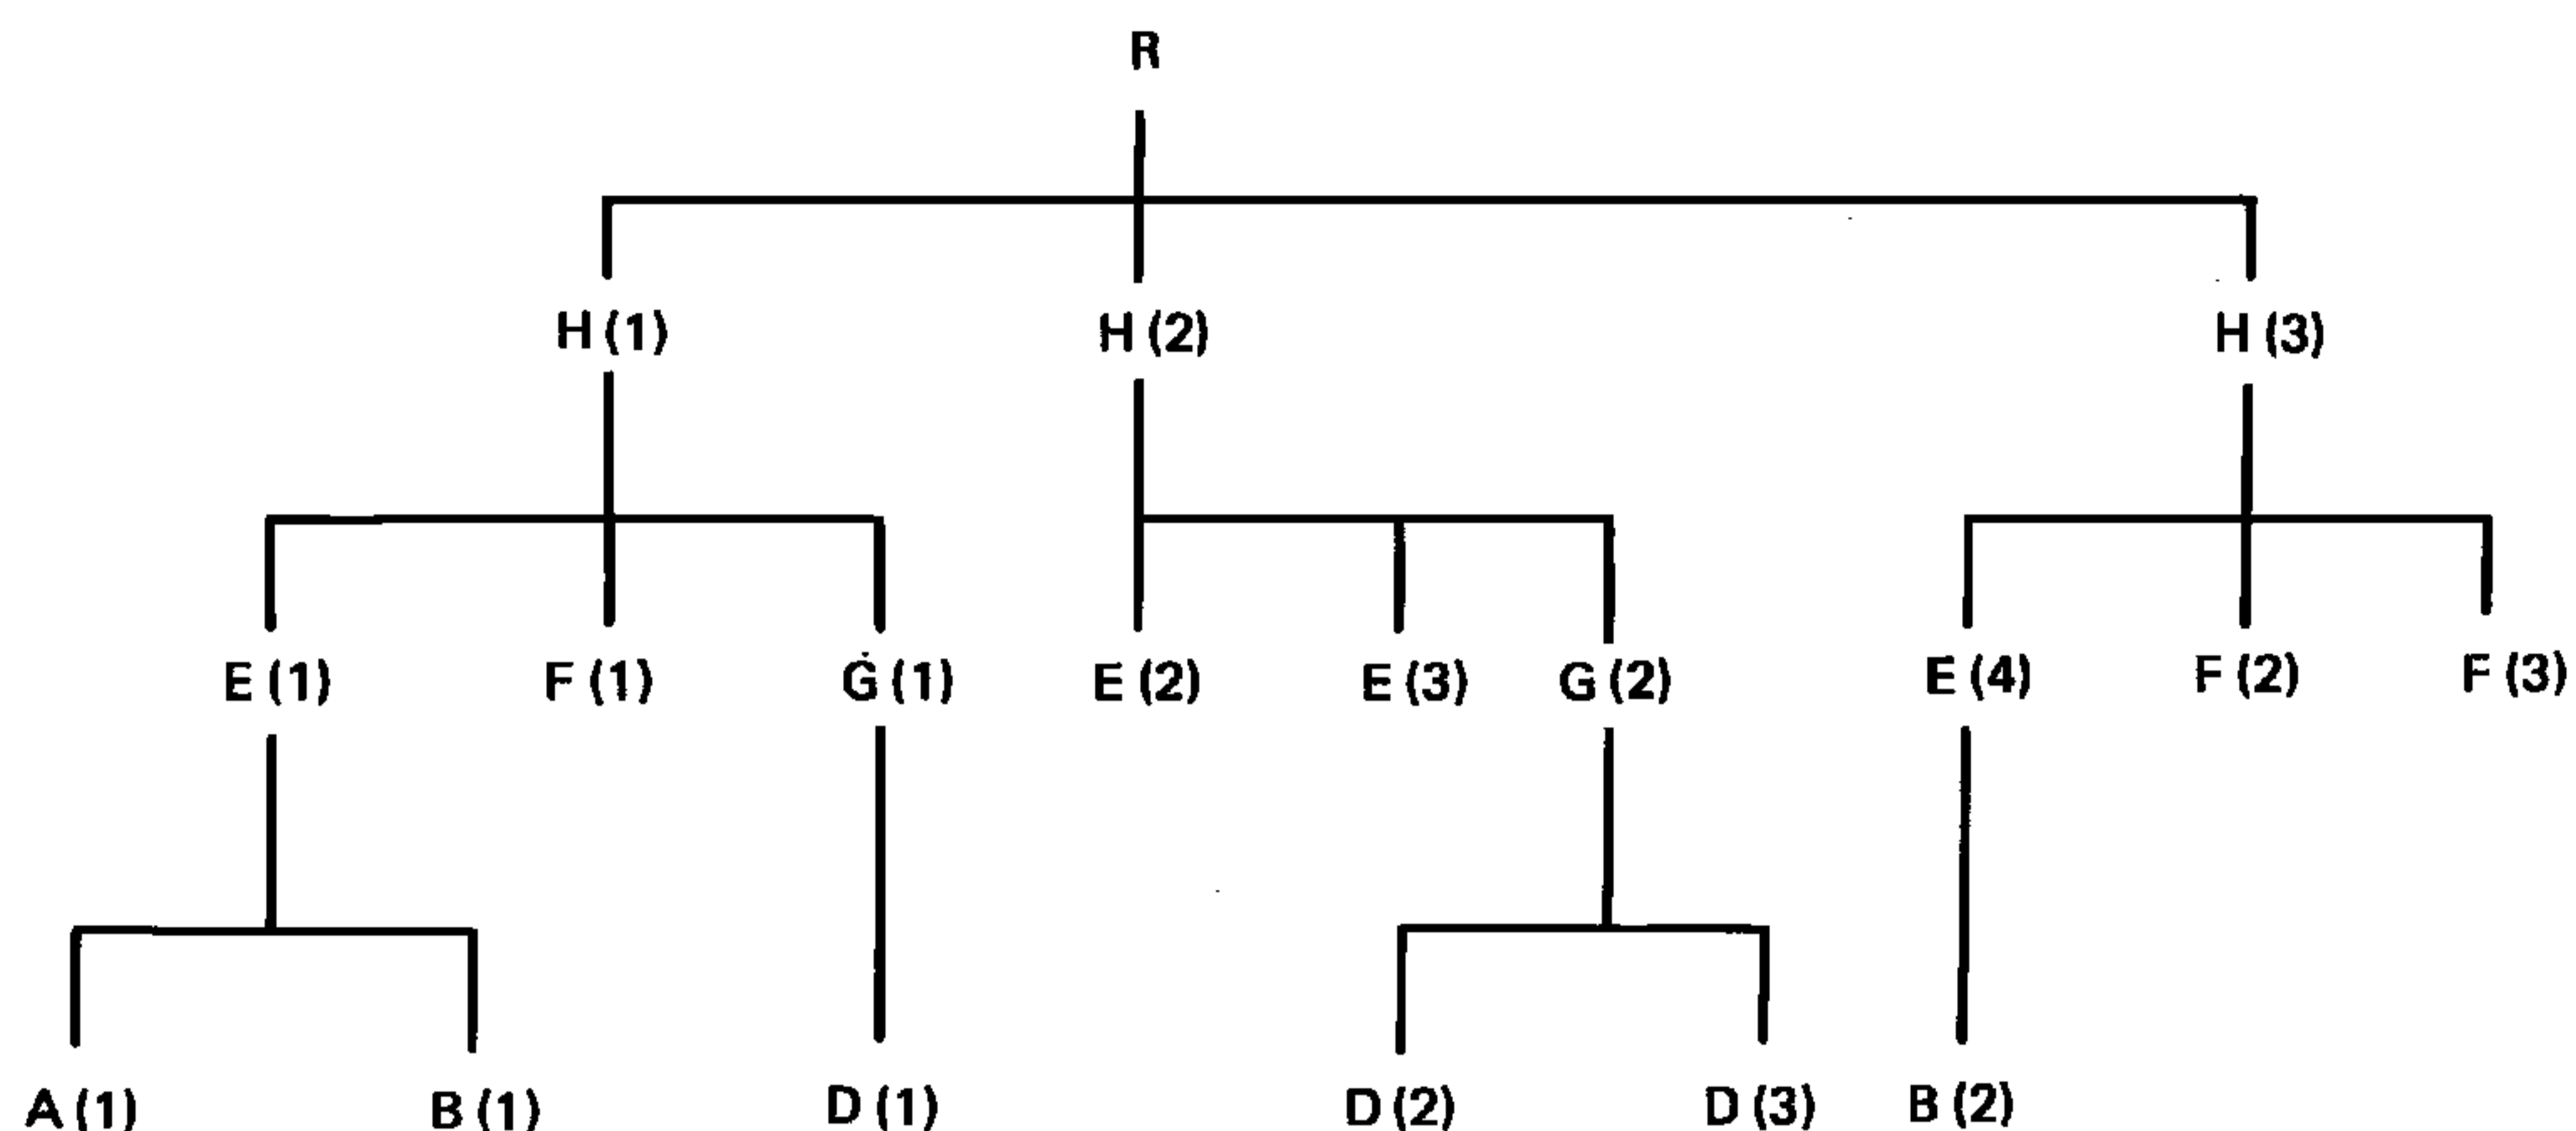 R
H (1) H (2) H (3)
E (1) F (1) G (1) E (2) E (3) G (2) E (4) F (2) F (3)
A (1) B (1) D (1) D (2) D (3) B (2)